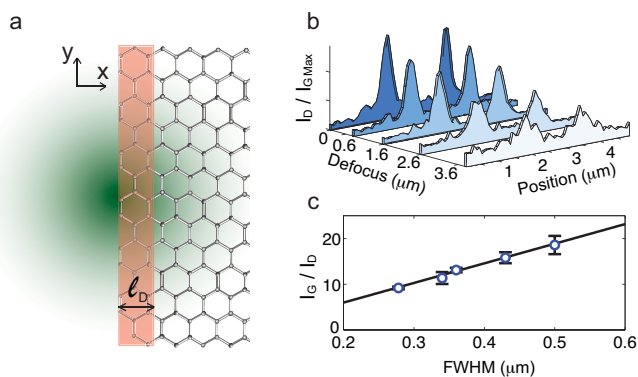 a
y
x
ℓD
b
ID / IG Max
0
0.6
1.6
2.6
3.6
Defocus (μm)
1
2
3
4
Position (μm)
c
IG / ID
20
10
0
0.2
0.3
0.4
0.5
0.6
FWHM (μm)